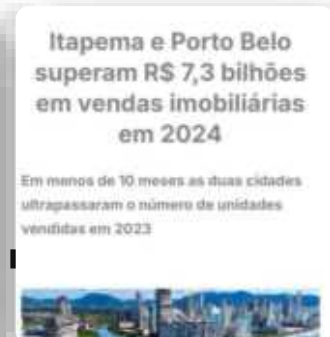 Itapema e Porto Belo
superam R$ 7,3 bilhões
em vendas imobiliárias
em 2024
Em menos de 10 meses as duas cidades
ultrapassaram o número de unidades
vendidas em 2023